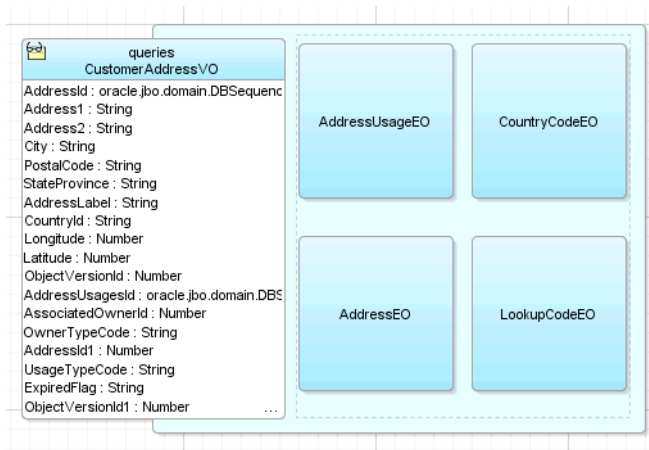 queries
CustomerAddressVO
AddressId : oracle.jbo.domain.DBSequenc
Address1 : String
Address2 : String
City : String
PostalCode : String
StateProvince : String
AddressLabel : String
CountryId : String
Longitude : Number
Latitude : Number
ObjectVersionId : Number
AddressUsagesId : oracle.jbo.domain.DBS
AssociatedOwnerId : Number
OwnerTypeCode : String
AddressId1 : Number
UsageTypeCode : String
ExpiredFlag : String
ObjectVersionId1 : Number ...
AddressUsageEO
CountryCodeEO
AddressEO
LookupCodeEO